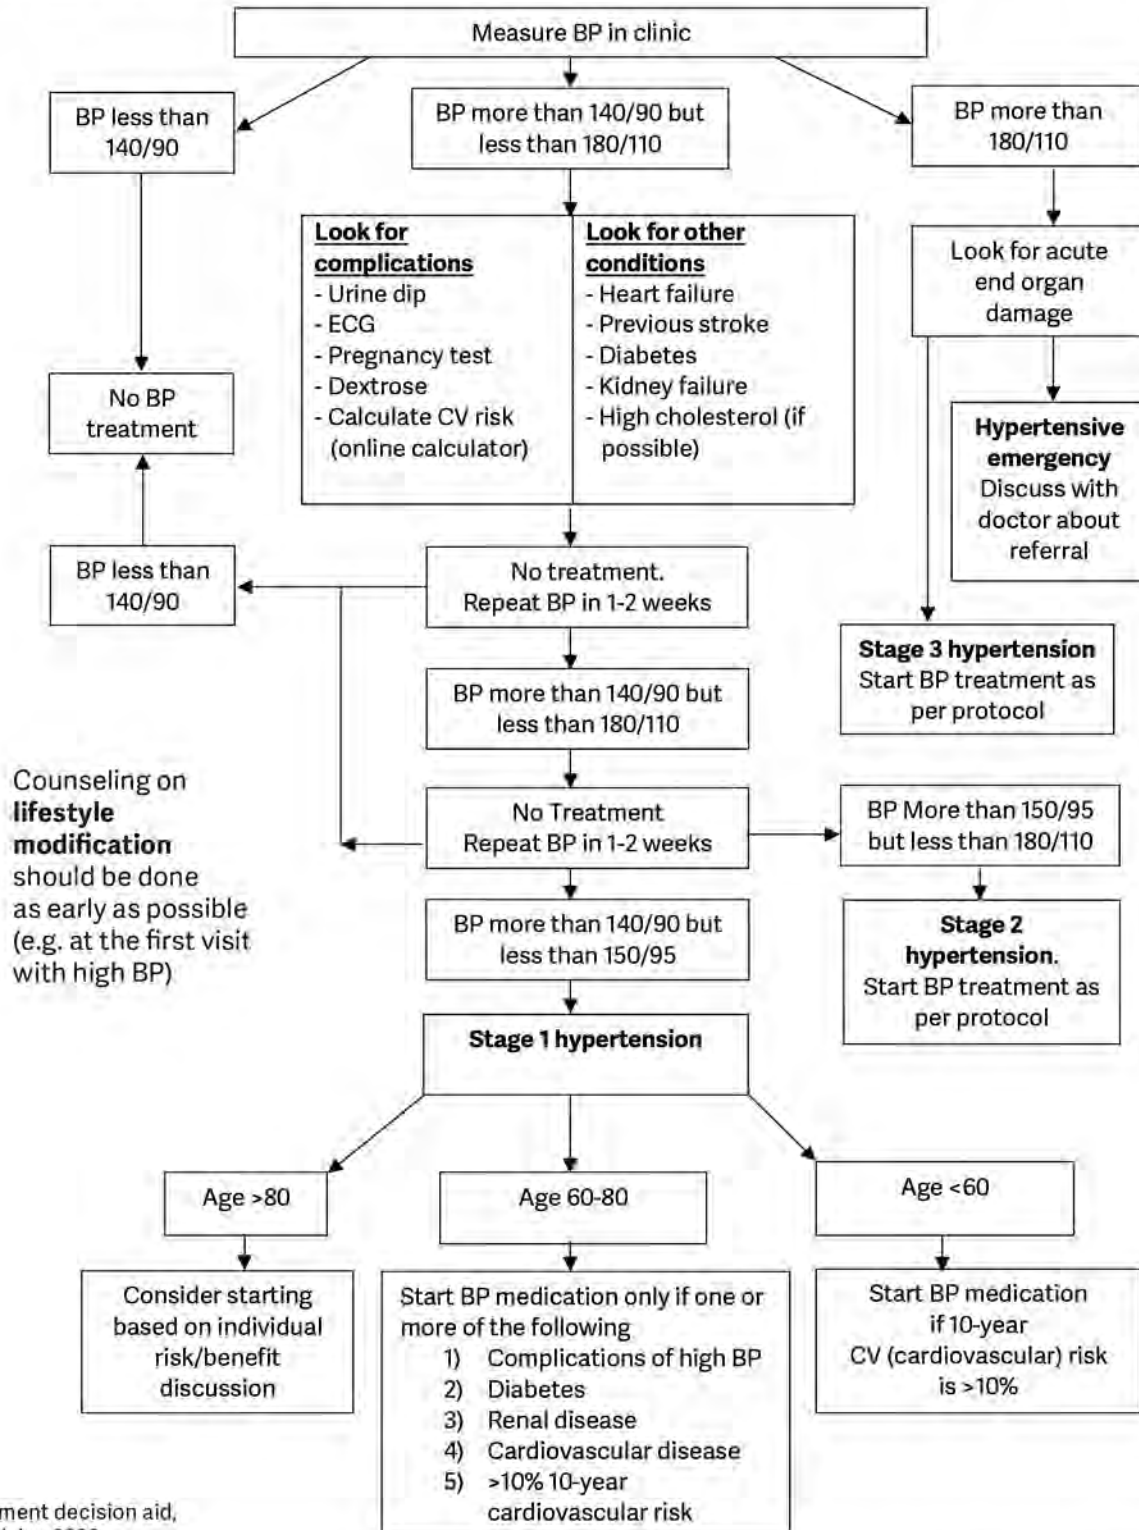 Measure BP in clinic
BP less than
140/90
BP more than 140/90 but
less than 180/110
BP more than
180/110
Look for
complications
- Urine dip
- ECG
- Pregnancy test
- Dextrose
- Calculate CV risk
(online calculator)
Look for other
conditions
- Heart failure
- Previous stroke
- Diabetes
- Kidney failure
- High cholesterol (if
possible)
Look for acute
end organ
damage
No BP
treatment
Hypertensive
emergency
Discuss with
doctor about
referral
BP less than
140/90
No treatment.
Repeat BP in 1-2 weeks
Stage 3 hypertension
Start BP treatment as
per protocol
BP more than 140/90 but
less than 180/110
Counseling on
lifestyle
modification
should be done
as early as possible
(e.g. at the first visit
with high BP)
No Treatment
Repeat BP in 1-2 weeks
BP More than 150/95
but less than 180/110
BP more than 140/90 but
less than 150/95
Stage 2
hypertension.
Start BP treatment as
per protocol
Stage 1 hypertension
Age >80
Age 60-80
Age <60
Consider starting
based on individual
risk/benefit
discussion
Start BP medication only if one or
more of the following
1) Complications of high BP
2) Diabetes
3) Renal disease
4) Cardiovascular disease
5) >10% 10-year
cardiovascular risk
Start BP medication
if 10-year
CV (cardiovascular) risk
is >10%
ment decision aid,